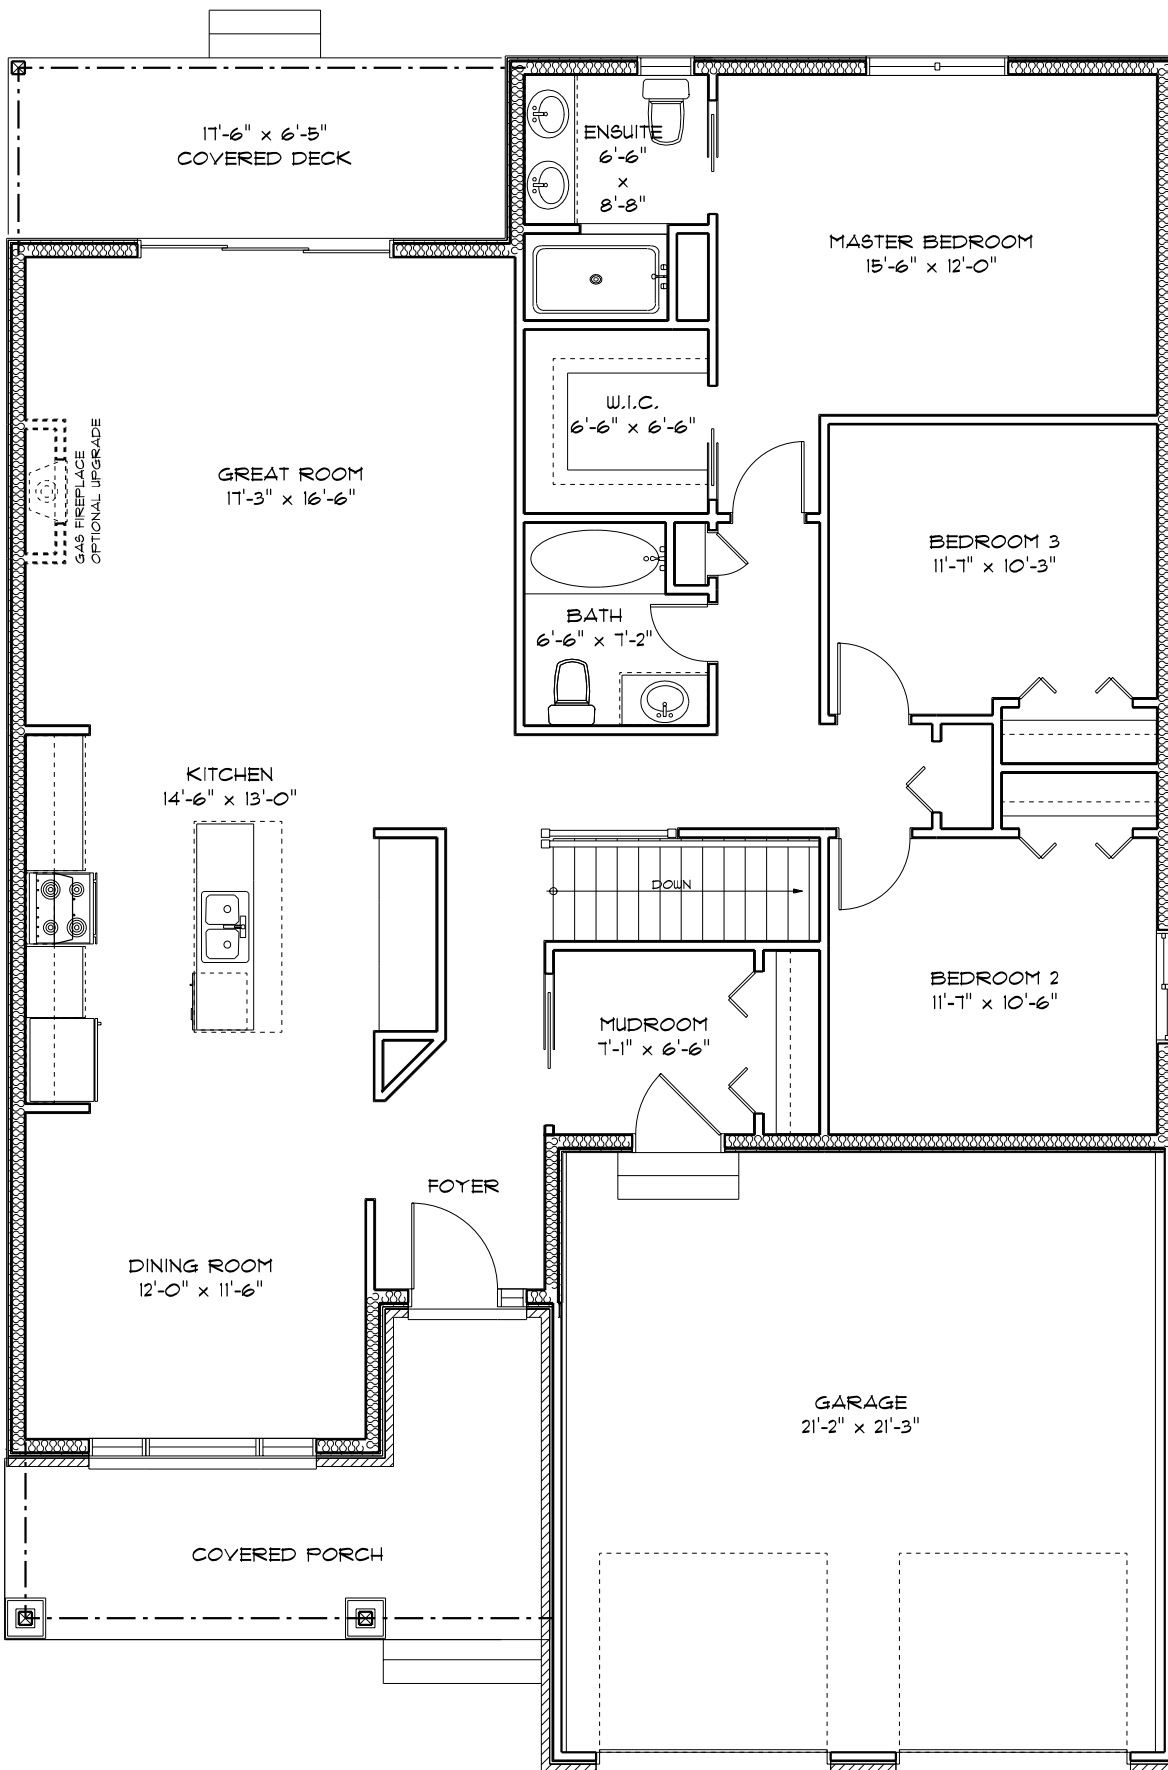 17'-6" x 6'-5"
COVERED DECK
ENSUITE
6'-6"
x
8'-8"
MASTER BEDROOM
15'-6" x 12'-0"
W.I.C.
6'-6" x 6'-6"
GAS FIREPLACE
OPTIONAL UPGRADE
GREAT ROOM
17'-3" x 16'-6"
BEDROOM 3
11'-7" x 10'-3"
BATH
6'-6" x 7'-2"
KITCHEN
14'-6" x 13'-0"
DOWN
BEDROOM 2
11'-7" x 10'-6"
MUDROOM
7'-1" x 6'-6"
FOYER
DINING ROOM
12'-0" x 11'-6"
GARAGE
21'-2" x 21'-3"
COVERED PORCH